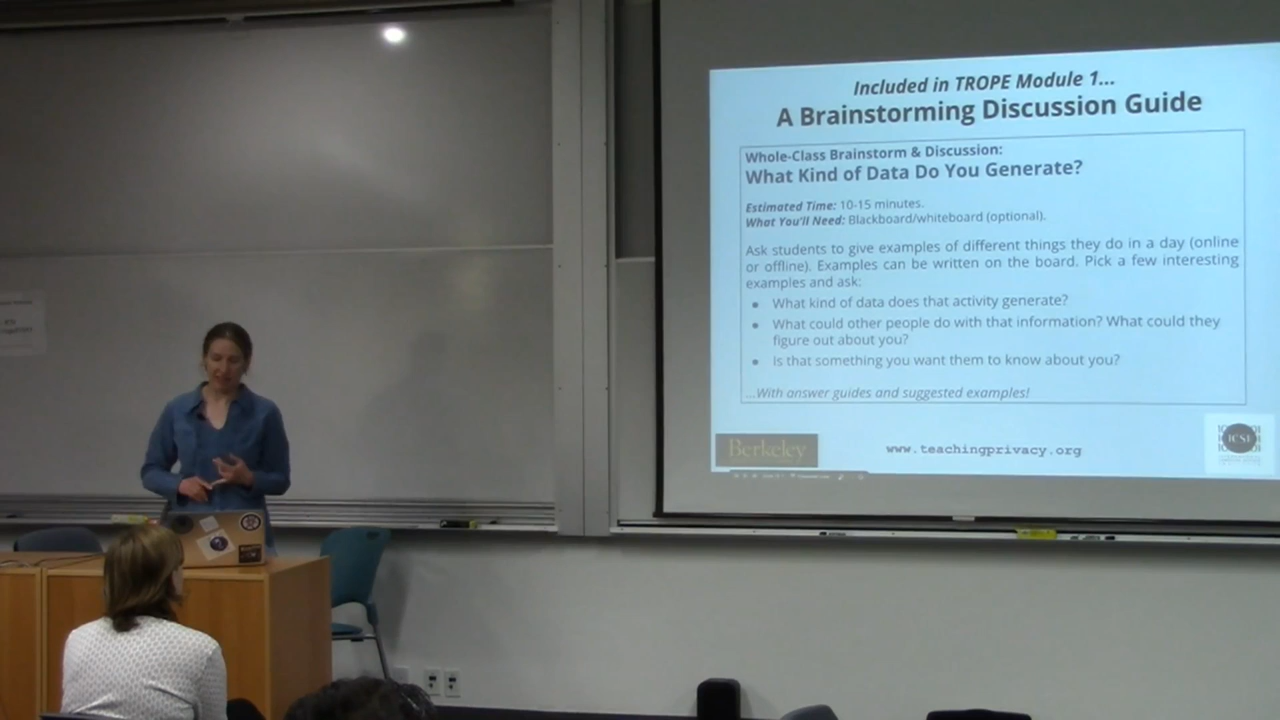 Included in TROPE Module 1...
A Brainstorming Discussion Guide
Whole-Class Brainstorm & Discussion:
What Kind of Data Do You Generate?
Estimated Time: 10-15 minutes.
What You'll Need: Blackboard/whiteboard (optional).
Ask students to give examples of different things they do in a day (online
or offline). Examples can be written on the board. Pick a few interesting
examples and ask:
• What kind of data does that activity generate?
• What could other people do with that information? What could they
figure out about you?
• Is that something you want them to know about you?
...With answer guides and suggested examples!
Berkeley
www.teachingprivacy.org
ICSI